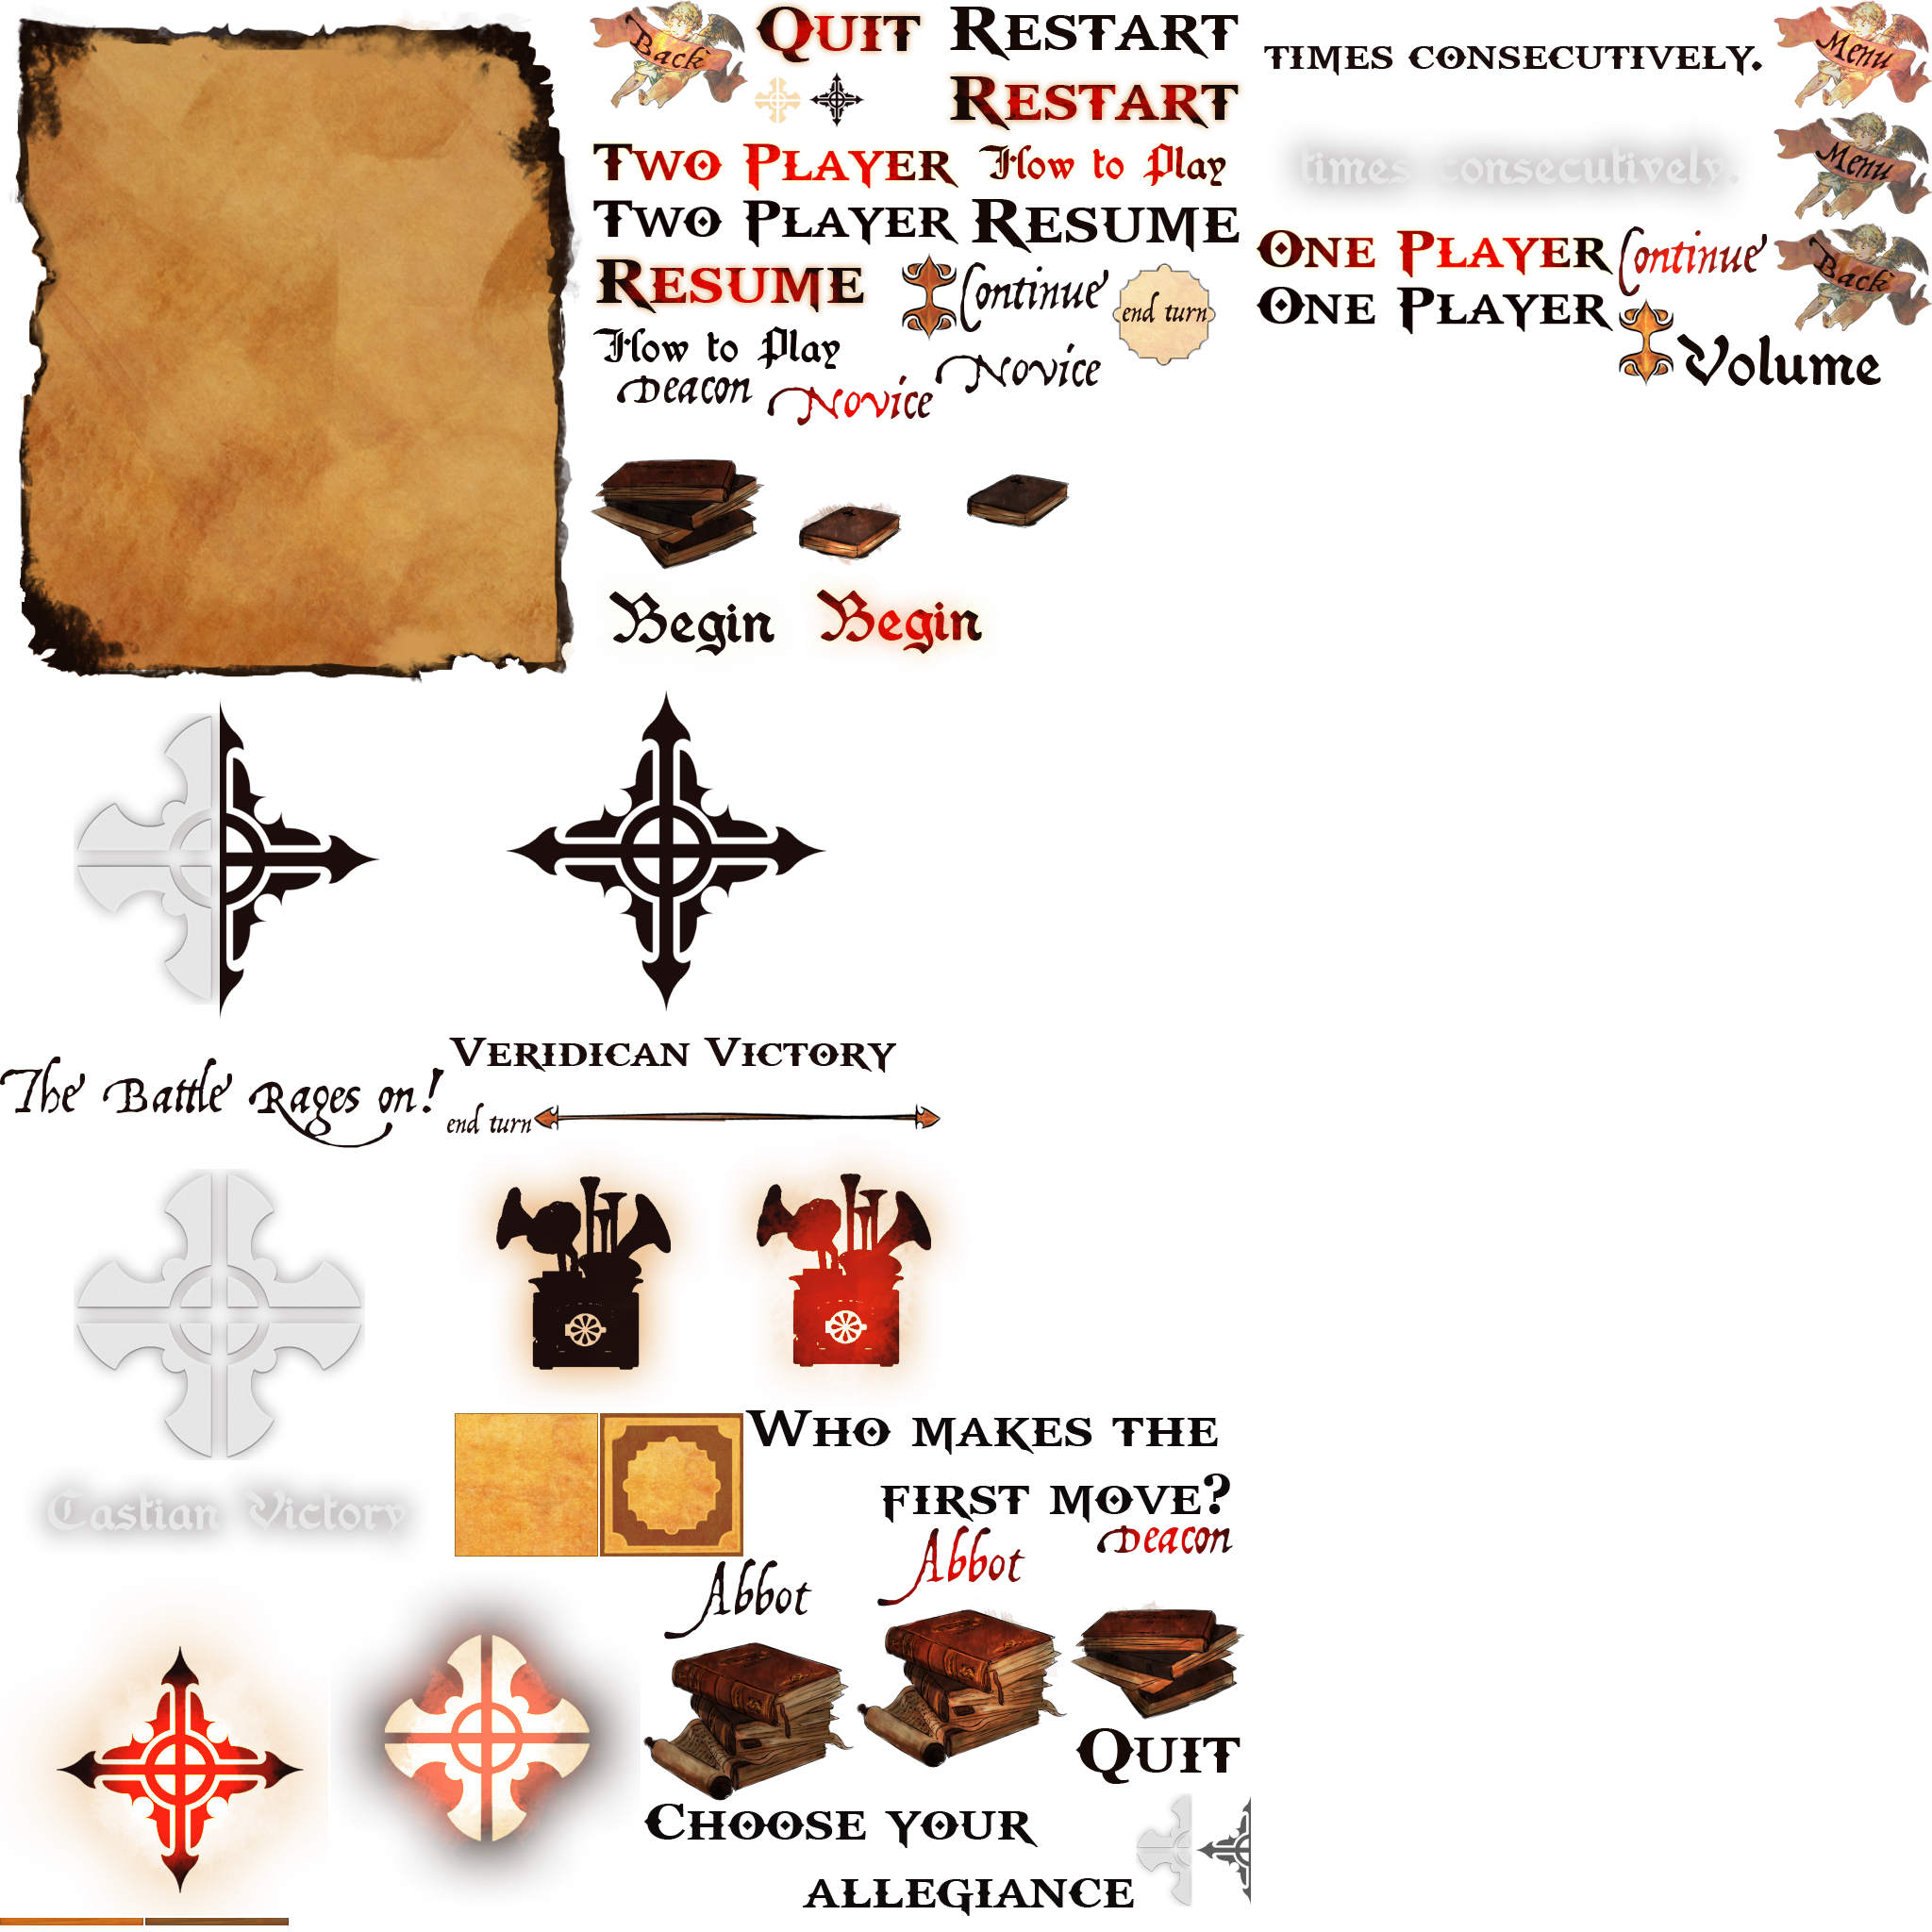 Back
QUIT
RESTART
TIMES CONSECUTIVELY.
Menu
RESTART
TWO PLAYER
How to Play
times consecutively.
Menu
TWO PLAYER
RESUME
ONE PLAYER
Continue
Back
RESUME
Continue
end turn
ONE PLAYER
How to Play
Volume
Deacon
Novice
Novice
Begin
Begin
VERIDICAN VICTORY
The Battle Rages on!
end turn
WHO MAKES THE
FIRST MOVE?
Castian Victory
Abbot
Deacon
Abbot
QUIT
CHOOSE YOUR
ALLEGIANCE